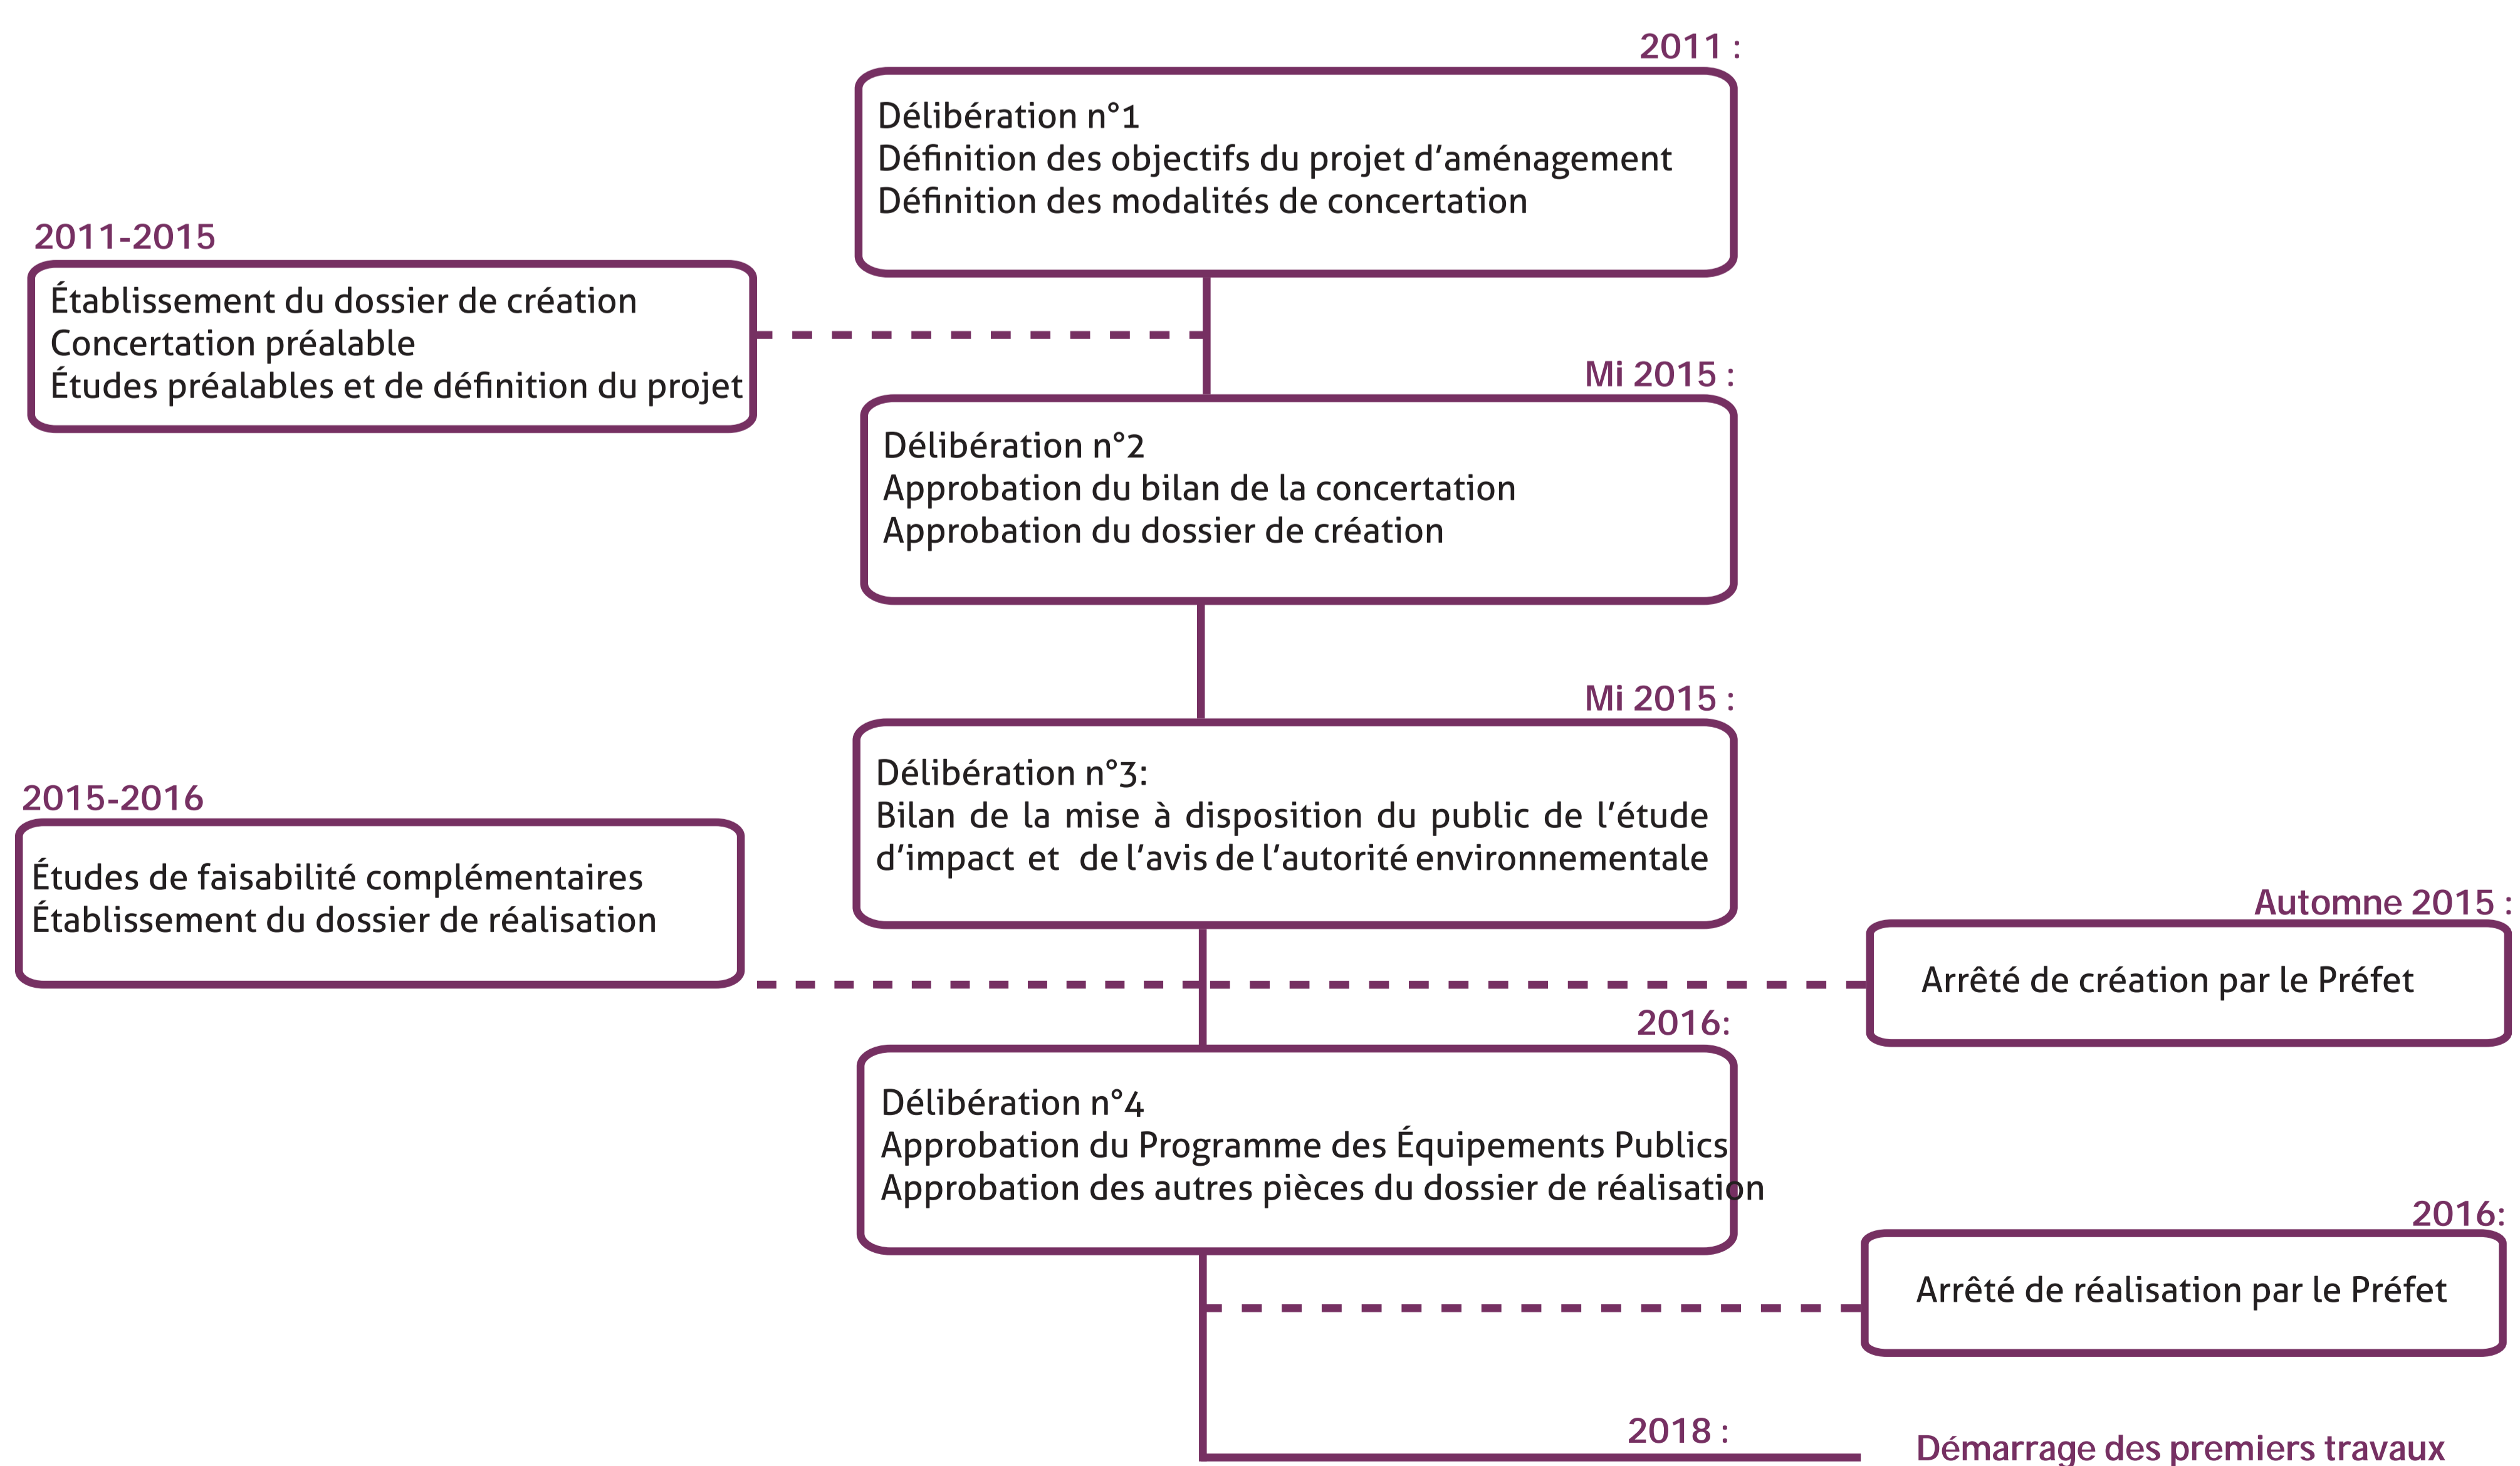 2011 :
Délibération n°1
Définition des objectifs du projet d’aménagement
Définition des modalités de concertation
2011-2015
Établissement du dossier de création
Concertation préalable
Études préalables et de définition du projet
Mi 2015 :
Délibération n°2
Approbation du bilan de la concertation
Approbation du dossier de création
Mi 2015 :
Délibération n°3:
Bilan de la mise à disposition du public de l’étude
d’impact et de l’avis de l’autorité environnementale
2015-2016
Études de faisabilité complémentaires
Établissement du dossier de réalisation
Automne 2015 :
Arrêté de création par le Préfet
2016:
Délibération n°4
Approbation du Programme des Équipements Publics
Approbation des autres pièces du dossier de réalisation
2016:
Arrêté de réalisation par le Préfet
2018 :
Démarrage des premiers travaux